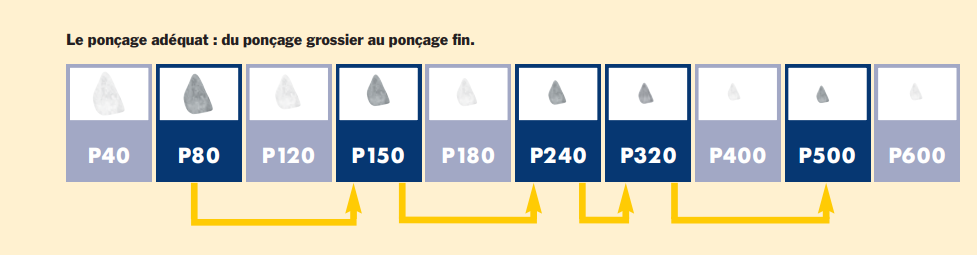 Le ponçage adéquat : du ponçage grossier au ponçage fin.
P40 P80 P120 P150 P180 P240 P320 P400 P500 P600